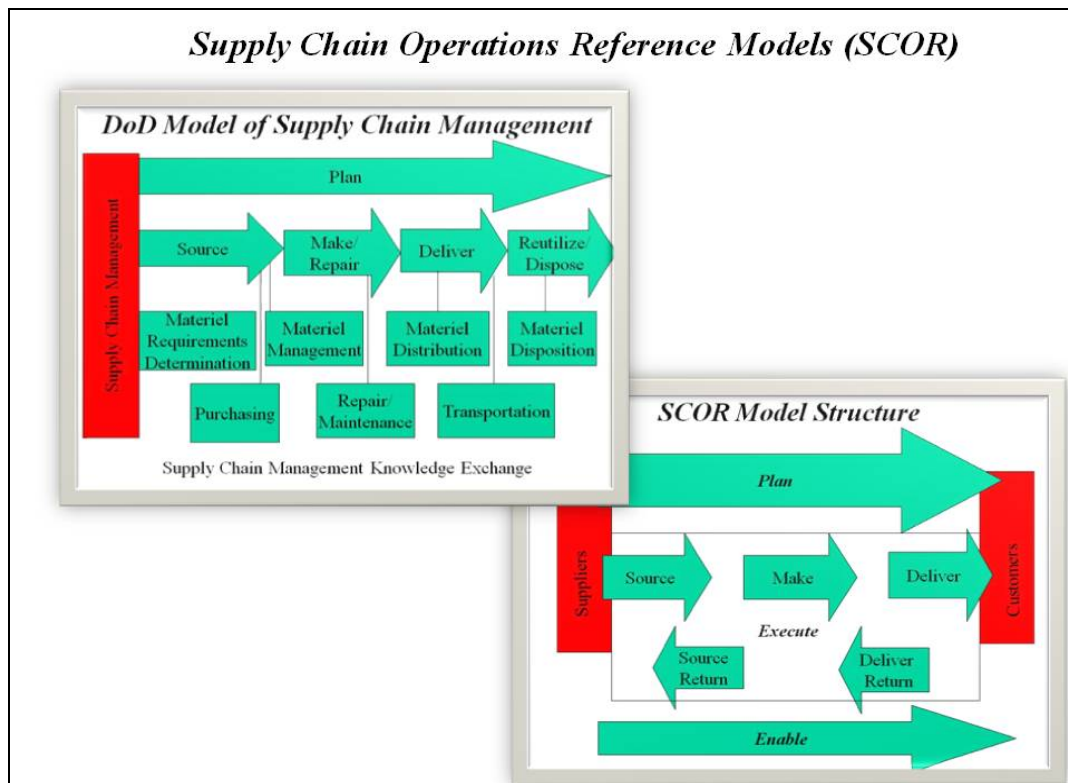 Supply Chain Operations Reference Models (SCOR)
DoD Model of Supply Chain Management
Supply Chain Management
Plan
Source
Make/
Repair
Deliver
Reutilize/
Dispose
Materiel
Requirements
Determination
Materiel
Management
Materiel
Distribution
Materiel
Disposition
Purchasing
Repair/
Maintenance
Transportation
Supply Chain Management Knowledge Exchange
SCOR Model Structure
Plan
Suppliers
Source
Make
Deliver
Customers
Execute
Source
Return
Deliver
Return
Enable